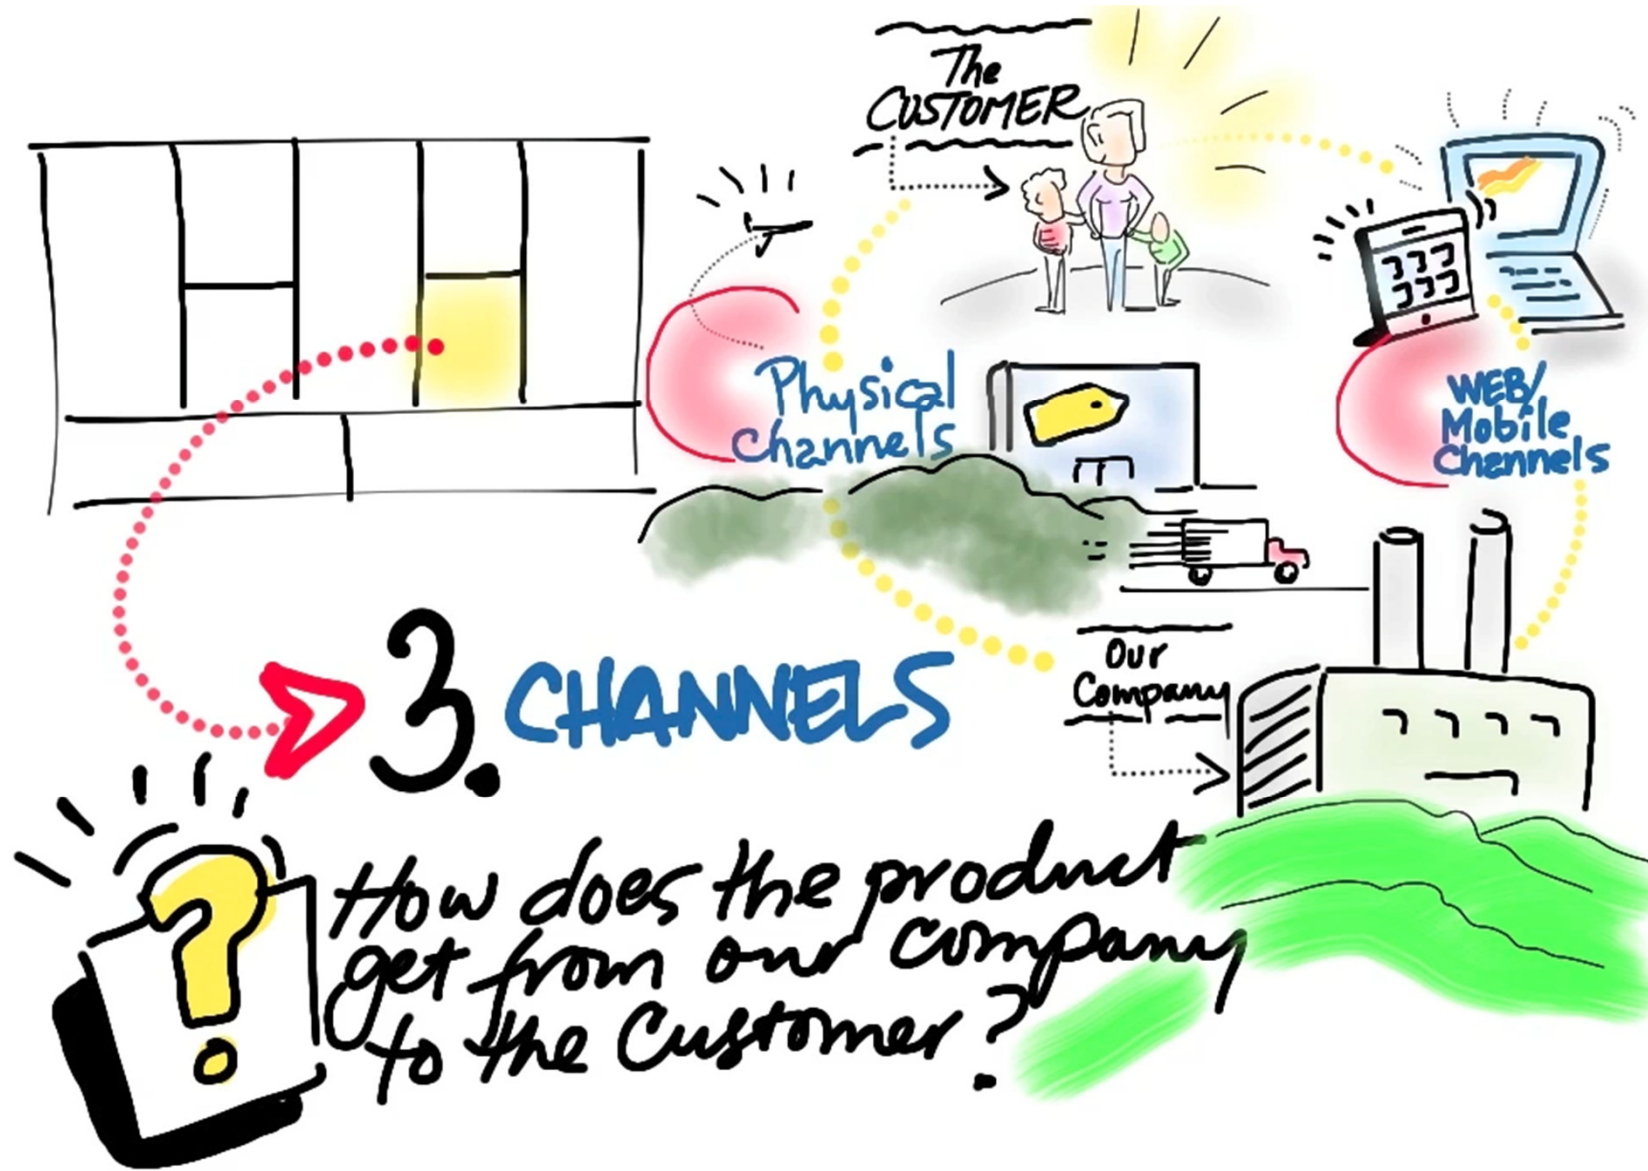 The
CUSTOMER
Physical
Channels
WEB/
Mobile
Channels
Our
Company
3. CHANNELS
How does the product
get from our company
to the Customer?